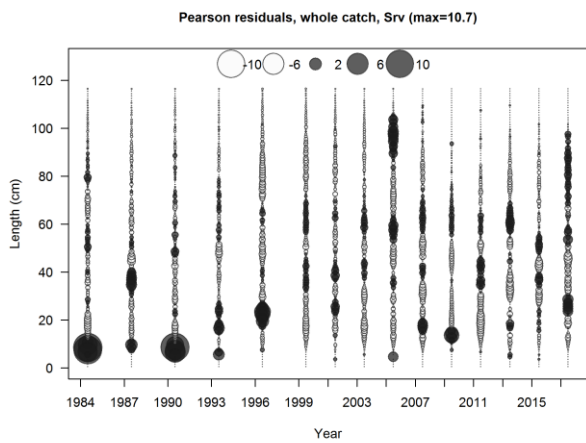 Pearson residuals, whole catch, Srv (max=10.7)
-10 -6 2 6 10
120
100
80
60
40
20
0
Length (cm)
1984 1987 1990 1993 1996 1999 2003 2007 2011 2015
Year